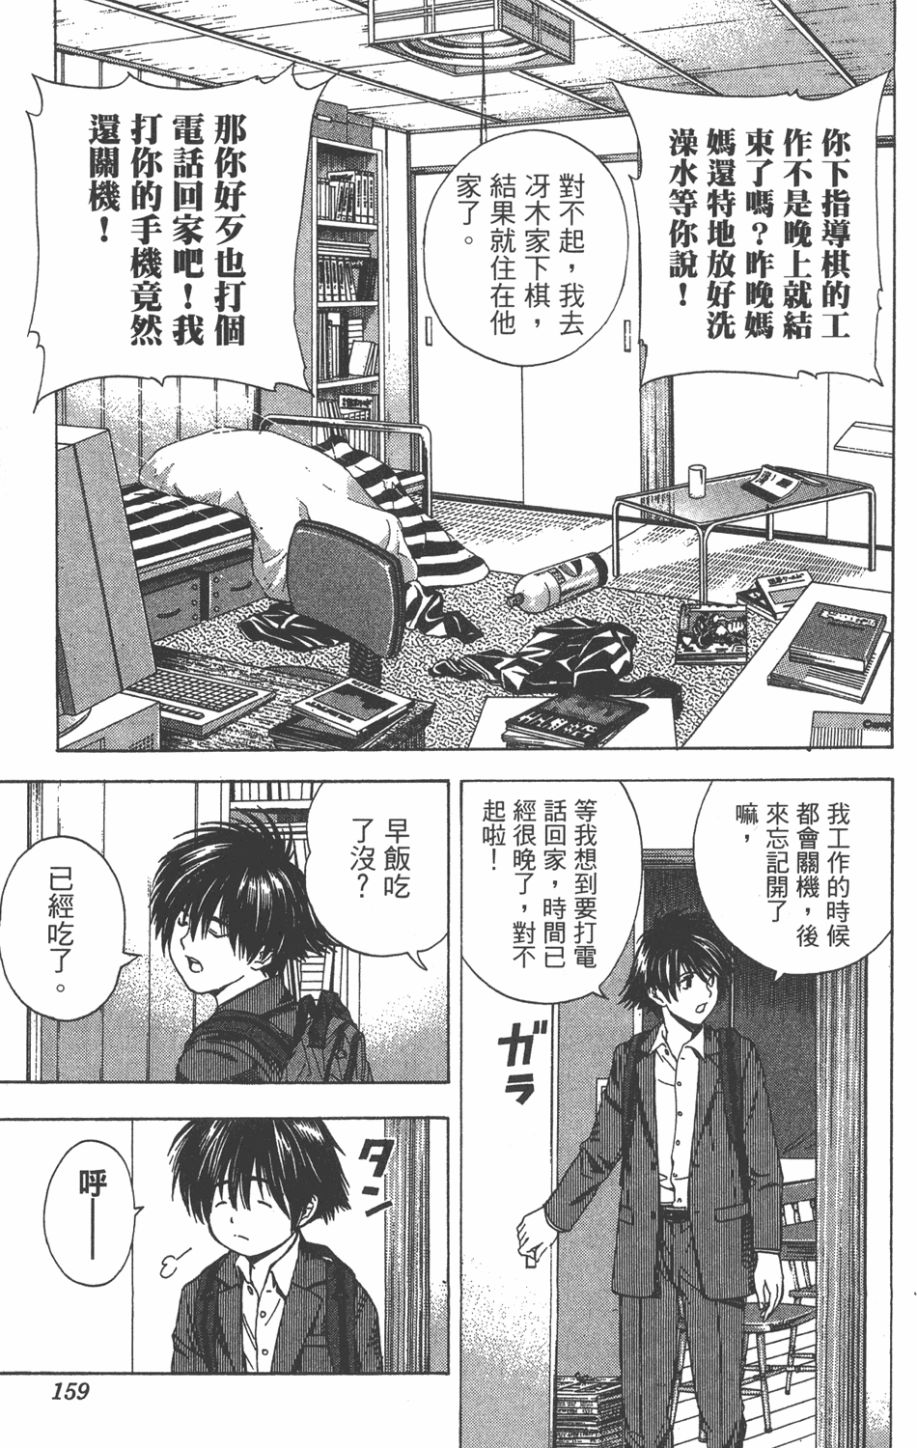 你下指導棋的工
作不是晚上就結
束了嗎?昨晚媽
媽還特地放好洗
澡水等你說!
對不起,我去
冴木家下棋,
結果就住在他
家了。
那你好歹也打個
電話回家吧!我
打你的手機竟然
還關機!
我工作的時候
都會關機,後
來忘記開了
嘛,
等我想到要打電
話回家,時間已
經很晚了,對不
起啦!
ガラ
早飯吃
了沒?
已經吃了。
タン
呼——
159